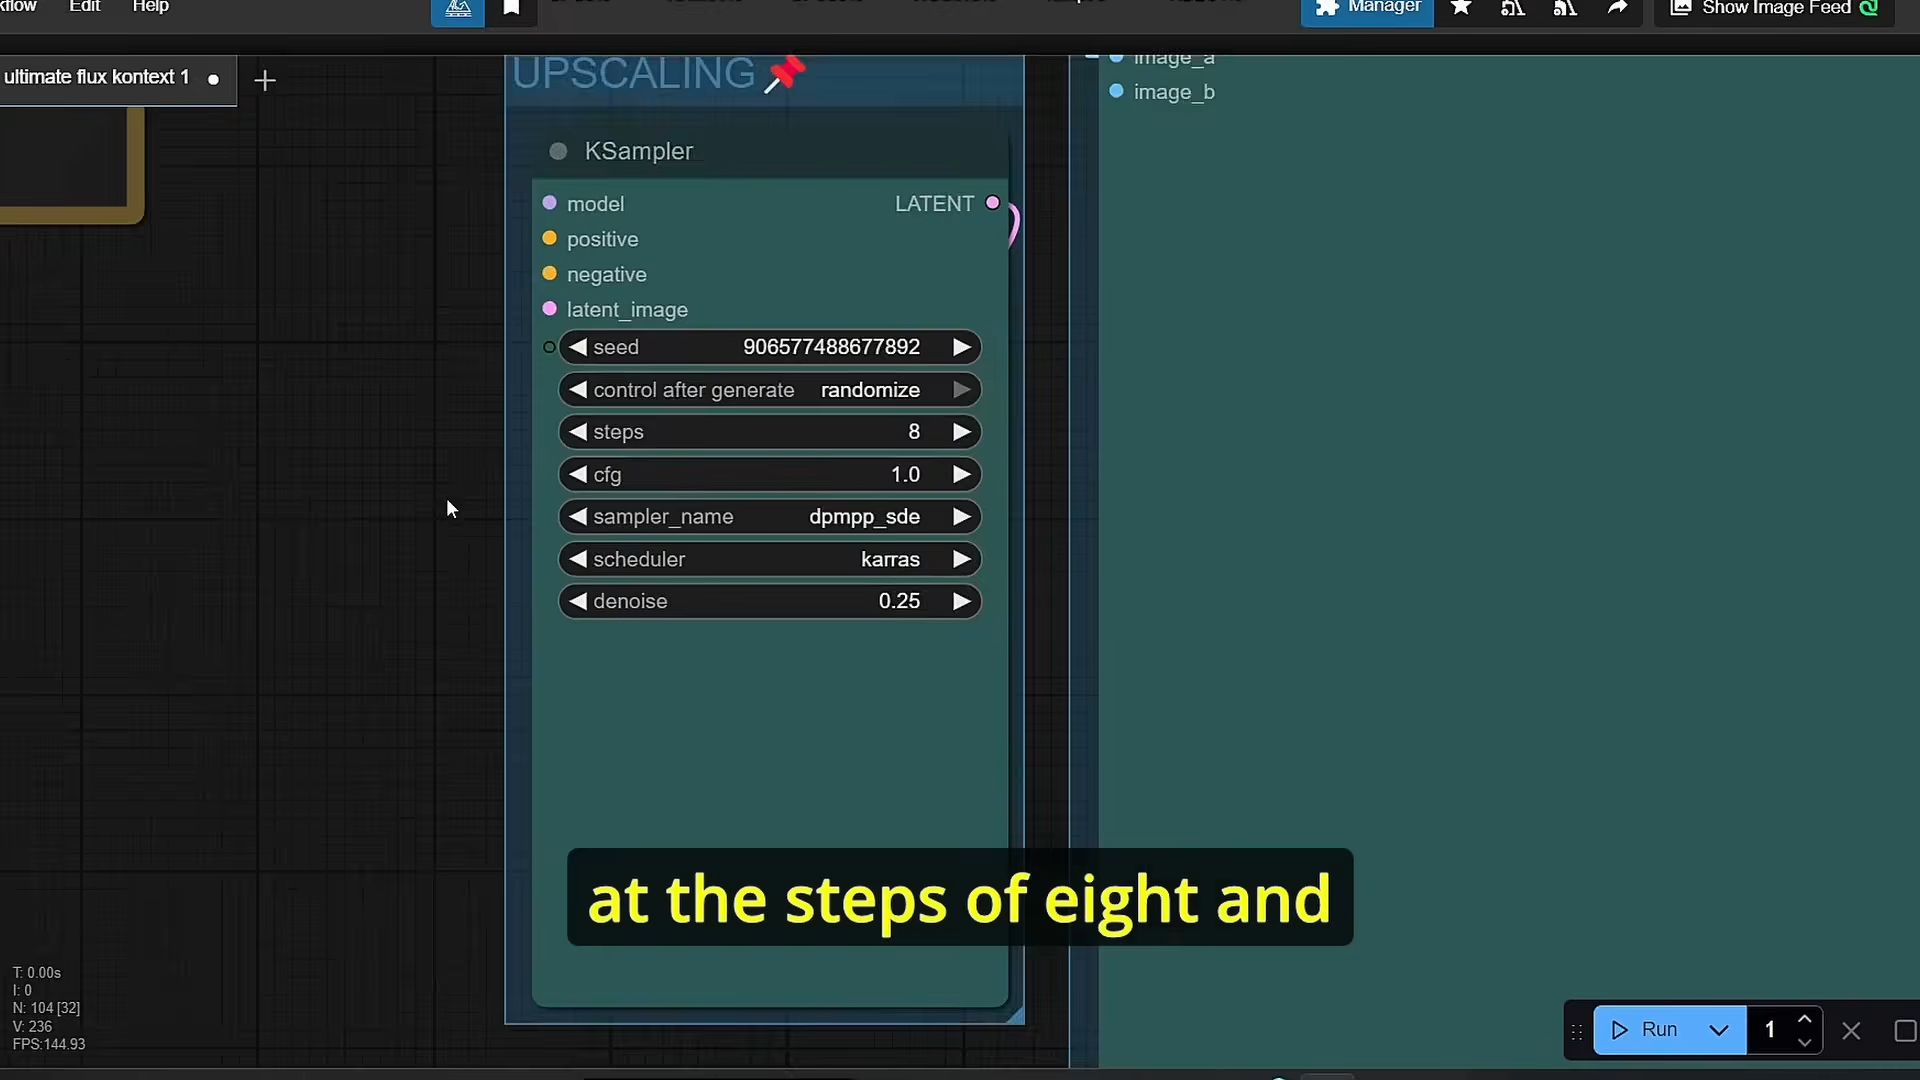 Edit
Help
Manager
Show Image Feed
ultimate flux kontext 1
UPSCALING
image_a
image_b
KSampler
model
LATENT
positive
negative
latent_image
seed 906577488677892
control after generate randomize
steps 8
cfg 1.0
sampler_name dpmpp_sde
scheduler karras
denoise 0.25
at the steps of eight and
T: 0.00s
I: 0
N: 104 [32]
V: 236
FPS:144.93
Run
1